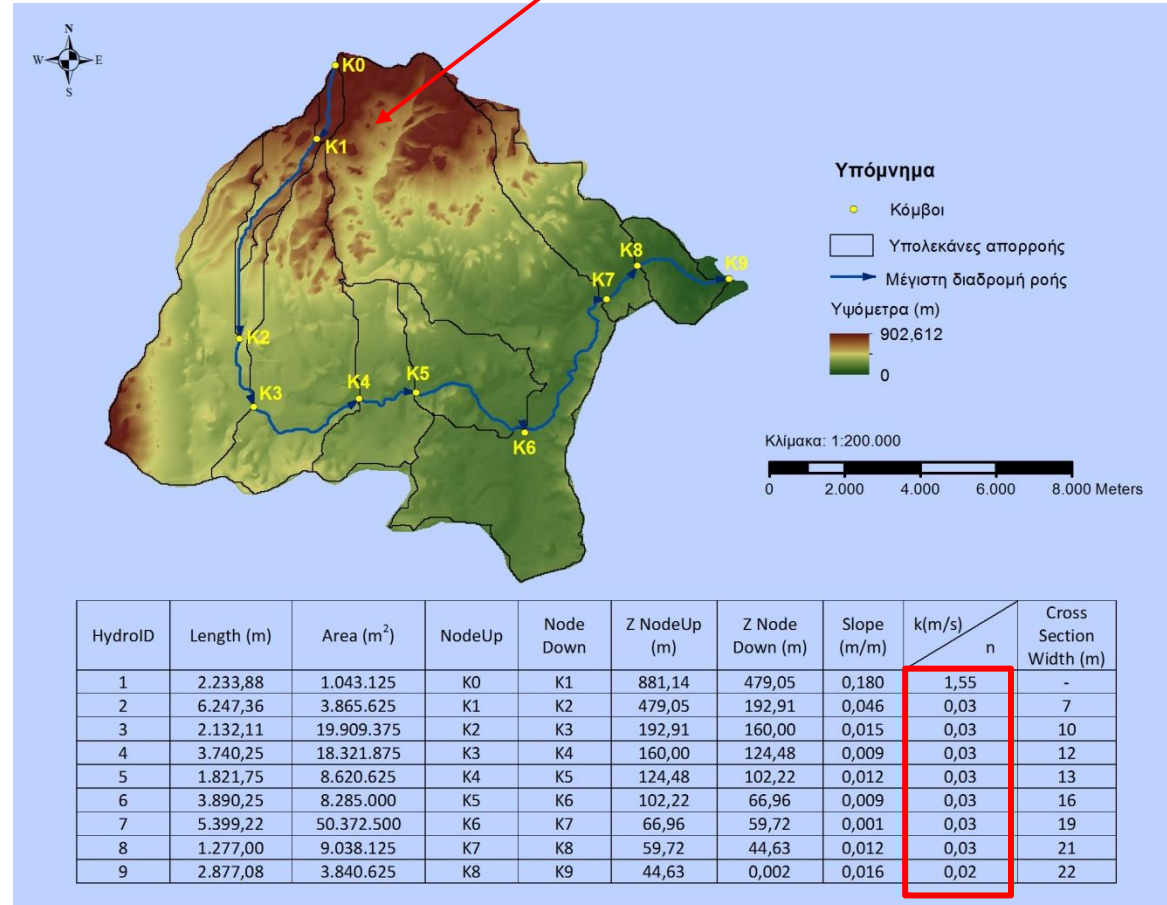 N
W E
S
K0
K1
K2
K3
K4
K5
K6
K7
K8
K9
Υπόμνημα
Κόμβοι
Υπολεκάνες απορροής
Μέγιστη διαδρομή ροής
Υψόμετρα (m)
902,612
0
Κλίμακα: 1:200.000
0 2.000 4.000 6.000 8.000 Meters
HydroID Length (m) Area (m²) NodeUp Node Down Z NodeUp (m) Z Node Down (m) Slope (m/m) k(m/s) n Cross Section Width (m)
1 2.233,88 1.043.125 K0 K1 881,14 479,05 0,180 1,55 -
2 6.247,36 3.865.625 K1 K2 479,05 192,91 0,046 0,03 7
3 2.132,11 19.909.375 K2 K3 192,91 160,00 0,015 0,03 10
4 3.740,25 18.321.875 K3 K4 160,00 124,48 0,009 0,03 12
5 1.821,75 8.620.625 K4 K5 124,48 102,22 0,012 0,03 13
6 3.890,25 8.285.000 K5 K6 102,22 66,96 0,009 0,03 16
7 5.399,22 50.372.500 K6 K7 66,96 59,72 0,001 0,03 19
8 1.277,00 9.038.125 K7 K8 59,72 44,63 0,012 0,03 21
9 2.877,08 3.840.625 K8 K9 44,63 0,002 0,016 0,02 22